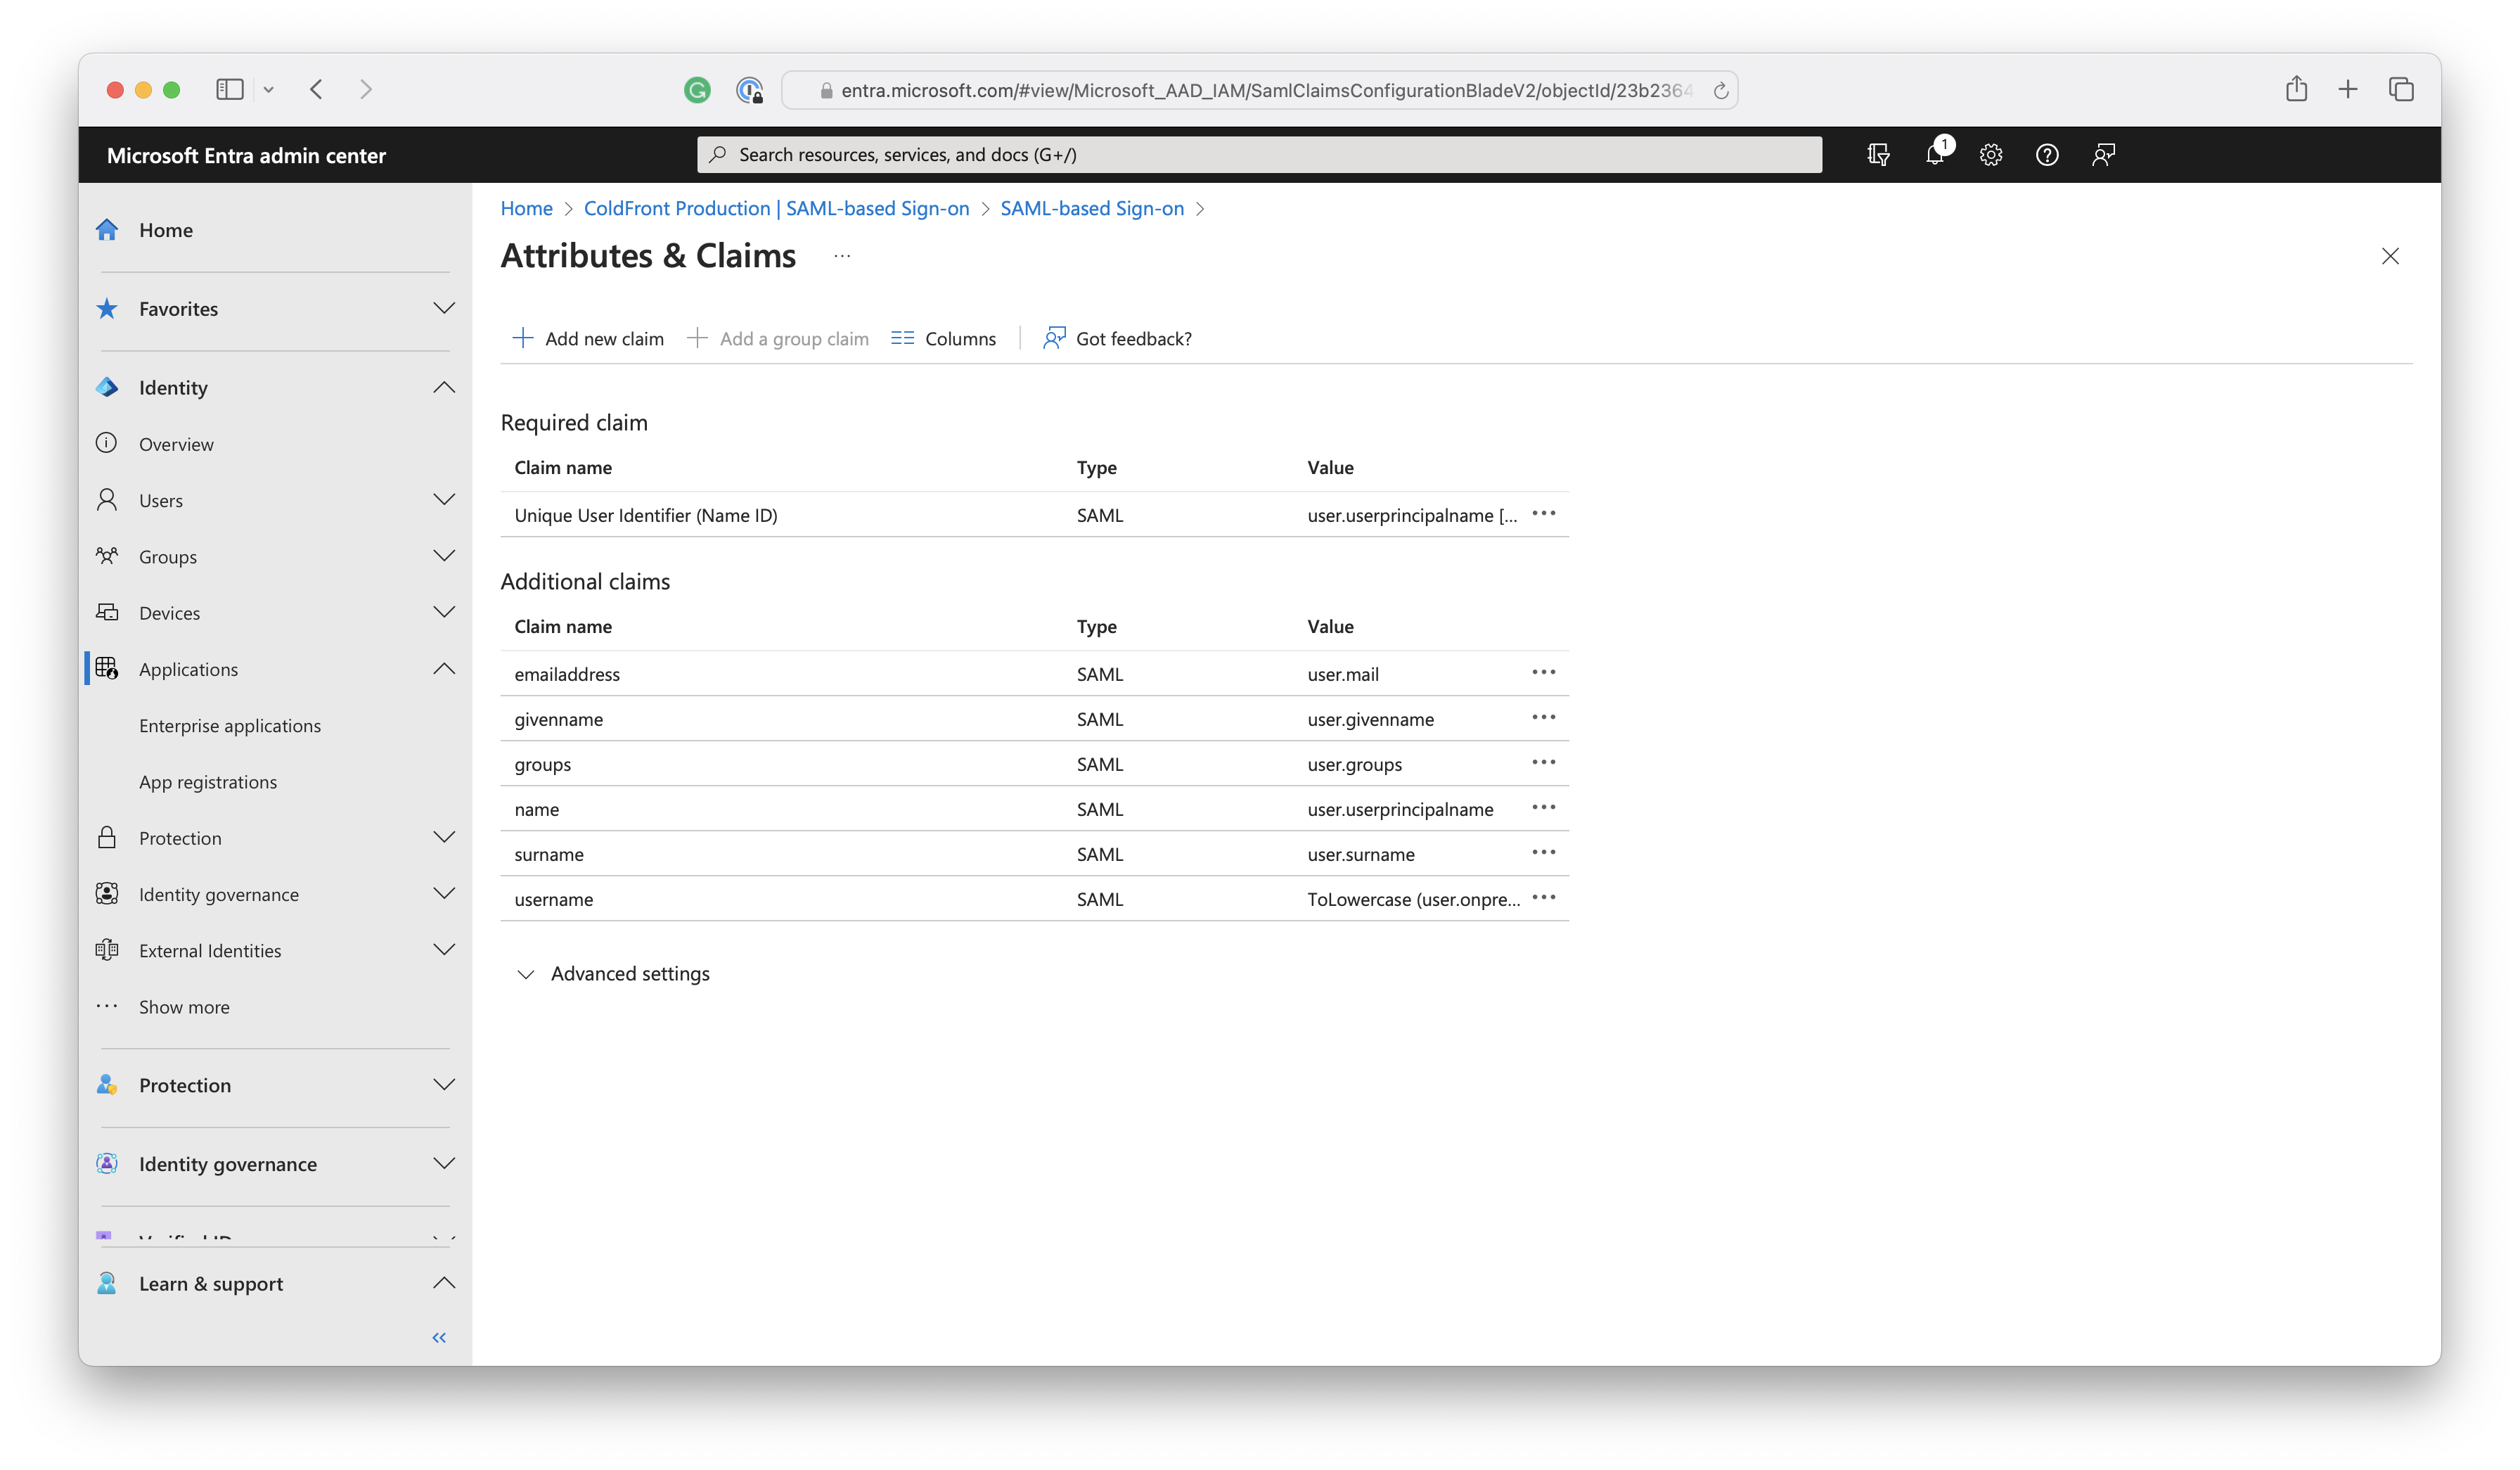 entra.microsoft.com/#view/Microsoft_AAD_IAM/SamlClaimsConfigurationBladeV2/objectId/23b2364
Microsoft Entra admin center
Search resources, services, and docs (G+/)
1
Home
Favorites
Identity
Overview
Users
Groups
Devices
Applications
Enterprise applications
App registrations
Protection
Identity governance
External Identities
Show more
Protection
Identity governance
Learn & support
Home > ColdFront Production | SAML-based Sign-on > SAML-based Sign-on >
Attributes & Claims ...
Add new claim Add a group claim Columns Got feedback?
Required claim
Claim name Type Value
Unique User Identifier (Name ID) SAML user.userprincipalname [...
Additional claims
Claim name Type Value
emailaddress SAML user.mail
givenname SAML user.givenname
groups SAML user.groups
name SAML user.userprincipalname
surname SAML user.surname
username SAML ToLowercase (user.onpre...
Advanced settings